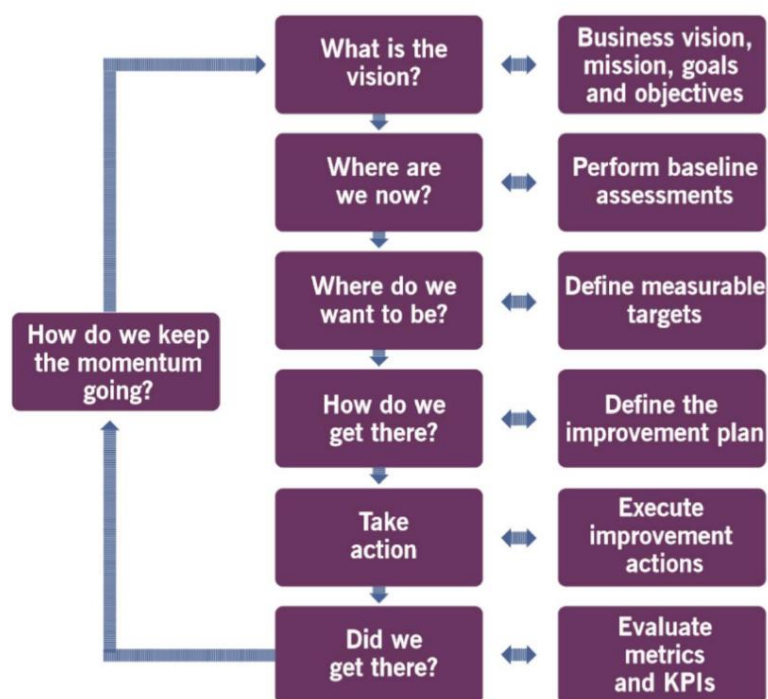 What is the
vision?
Business vision,
mission, goals
and objectives
Where are
we now?
Perform baseline
assessments
Where do we
want to be?
Define measurable
targets
How do we keep
the momentum
going?
How do we
get there?
Define the
improvement plan
Take
action
Execute
improvement
actions
Did we
get there?
Evaluate
metrics
and KPIs